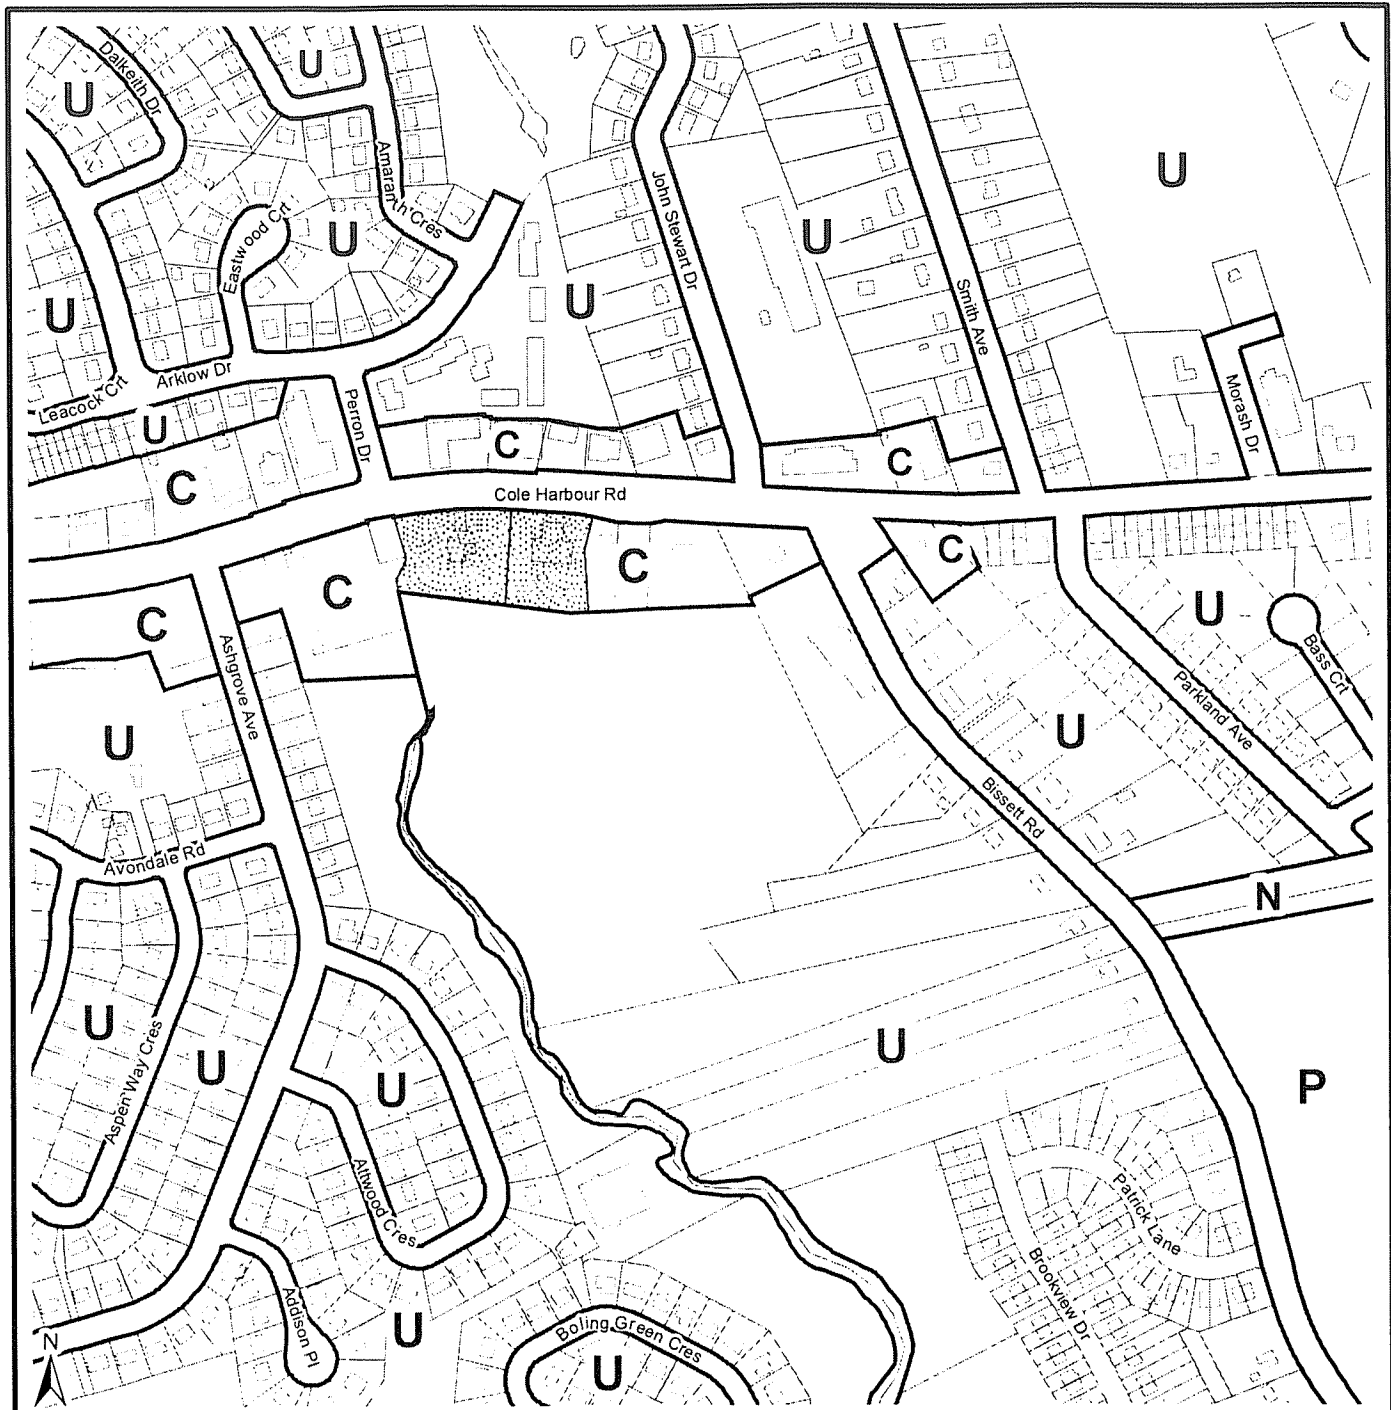 U
Dalkeith Dr
U
Amaranth Cres
John Stewart Dr
U
U
Eastwood Crt
U
U
U
Smith Ave
Leacock Crt
Arklow Dr
Perron Dr
Morash Dr
U
C
C
C
Cole Harbour Rd
C
C
C
C
U
Ashgrove Ave
Bass Crt
Parkland Ave
U
U
Bissett Rd
Avondale Rd
N
U
U
Aspen Way Cres
U
U
P
Attwood Cres
Patrick Lane
Brookview Dr
Addison Pl
U
Boling Green Cres
U
N